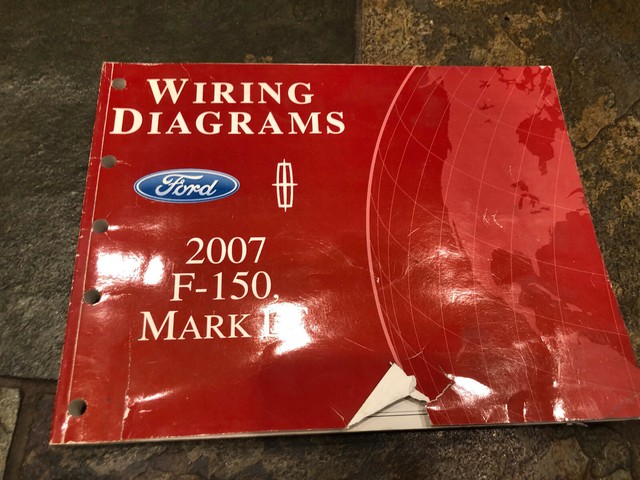 WIRING
DIAGRAMS
Ford
2007
F-150,
MARK